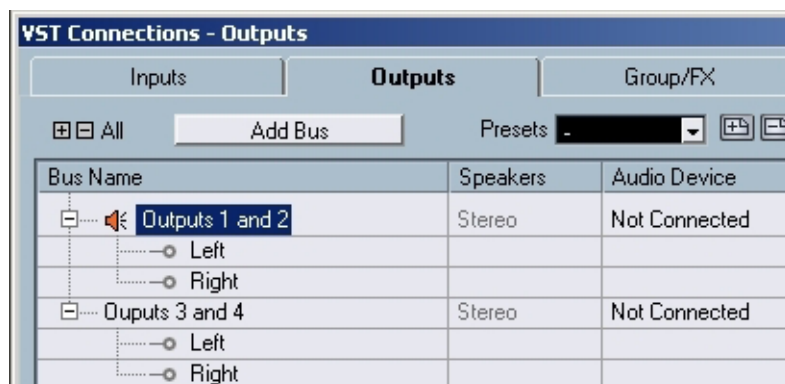 VST Connections - Outputs
Inputs Outputs Group/FX
All Add Bus Presets -
Bus Name Speakers Audio Device
Outputs 1 and 2 Stereo Not Connected
Left
Right
Ouputs 3 and 4 Stereo Not Connected
Left
Right